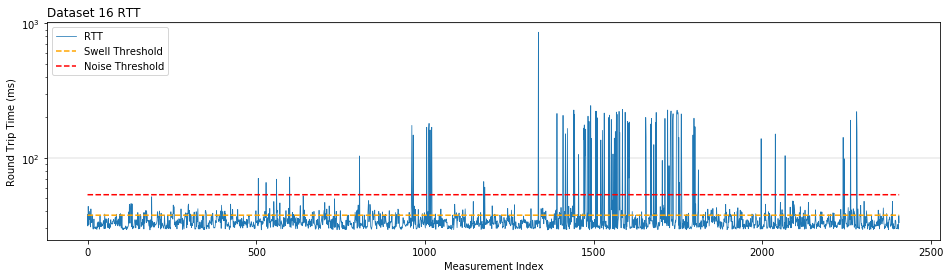 Dataset 16 RTT
10³
RTT
Swell Threshold
Noise Threshold
Round Trip Time (ms)
10²
0 500 1000 1500 2000 2500
Measurement Index